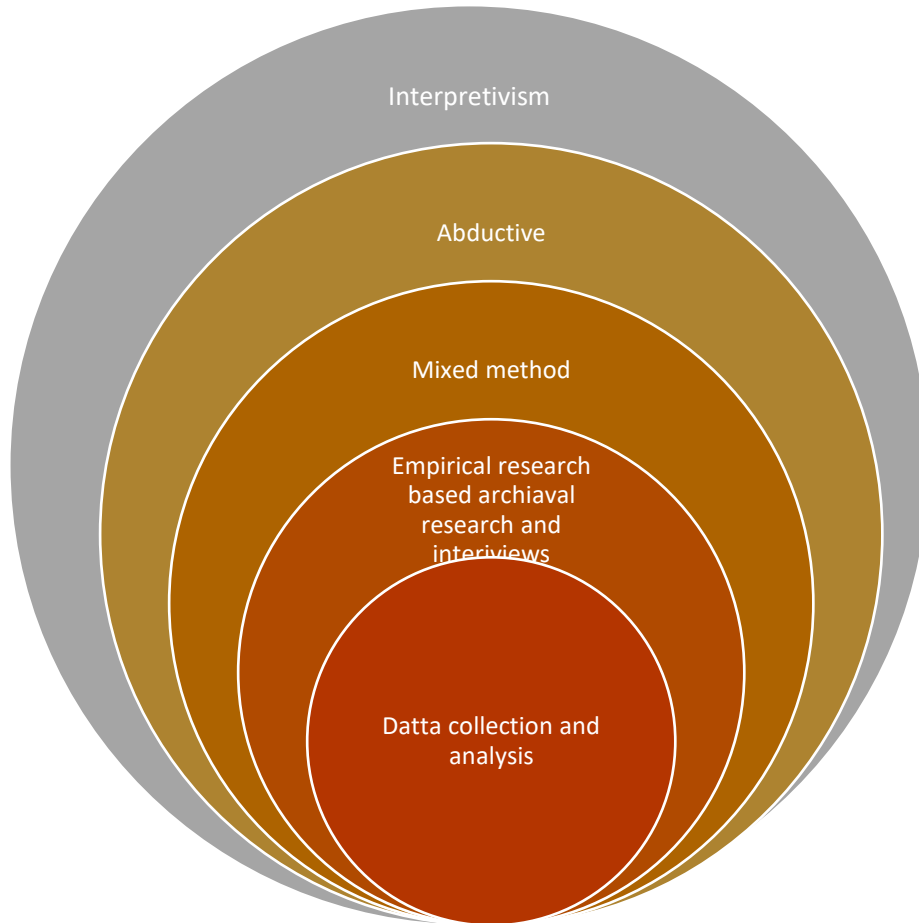 Interpretivism
Abductive
Mixed method
Empirical research
based archiaval
research and
interiviews
Datta collection and
analysis